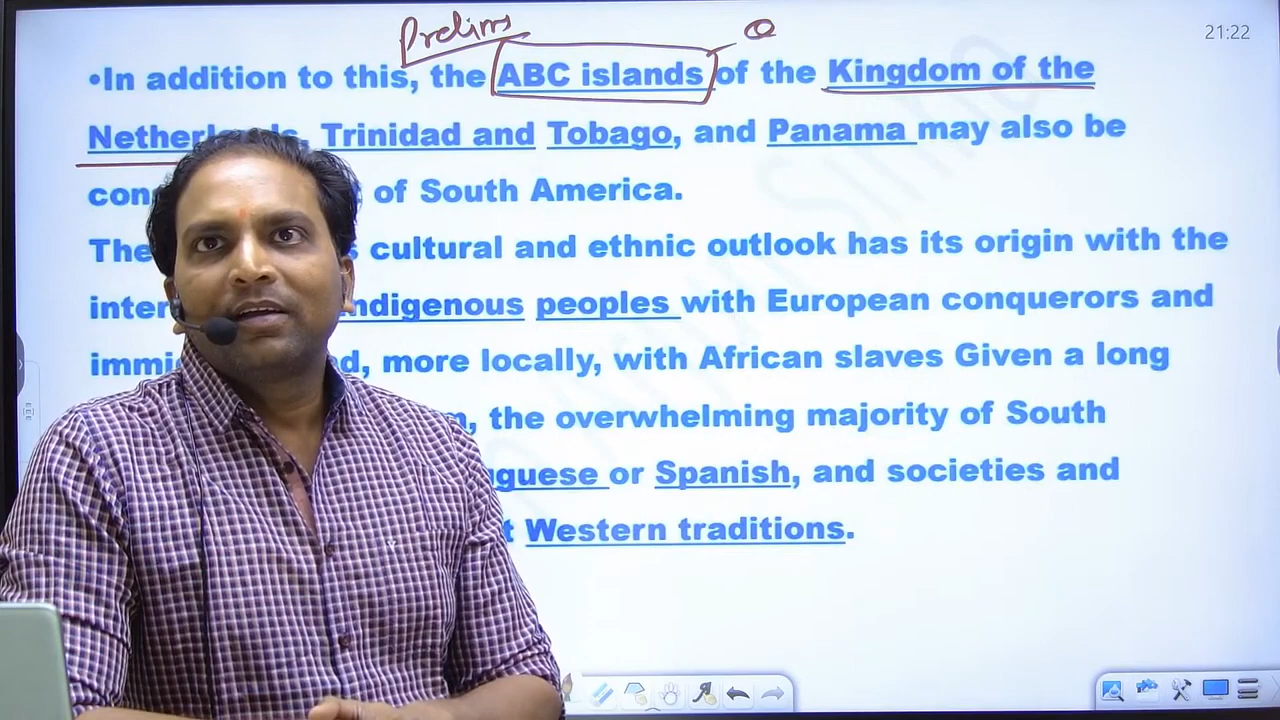 Prelims
21:22
•In addition to this, the ABC islands of the Kingdom of the
Netherlands, Trinidad and Tobago, and Panama may also be
con of South America.
The s cultural and ethnic outlook has its origin with the
inter indigenous peoples with European conquerors and
immi d, more locally, with African slaves Given a long
m, the overwhelming majority of South
guese or Spanish, and societies and
t Western traditions.